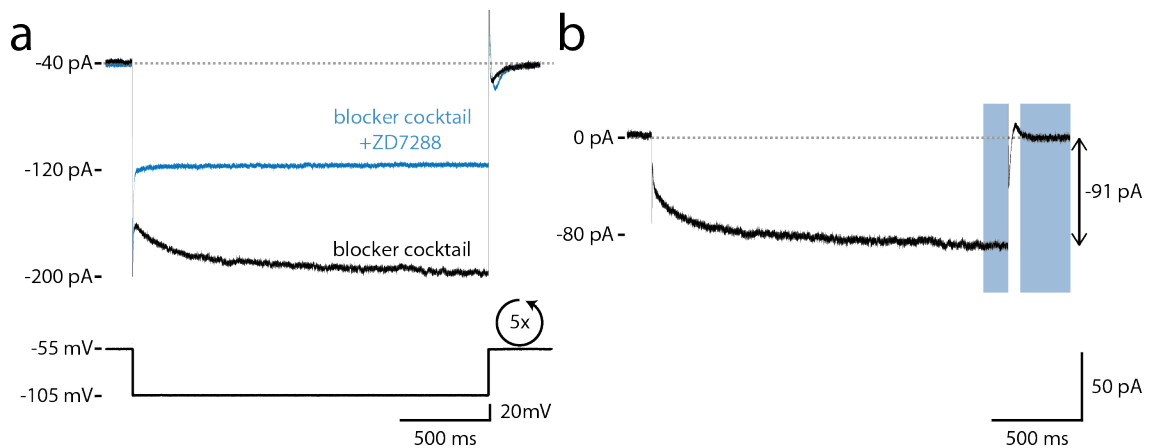 a
-40 pA
blocker cocktail
+ZD7288
-120 pA
blocker cocktail
-200 pA
5x
-55 mV
-105 mV
20mV
500 ms
b
0 pA
-91 pA
-80 pA
50 pA
500 ms